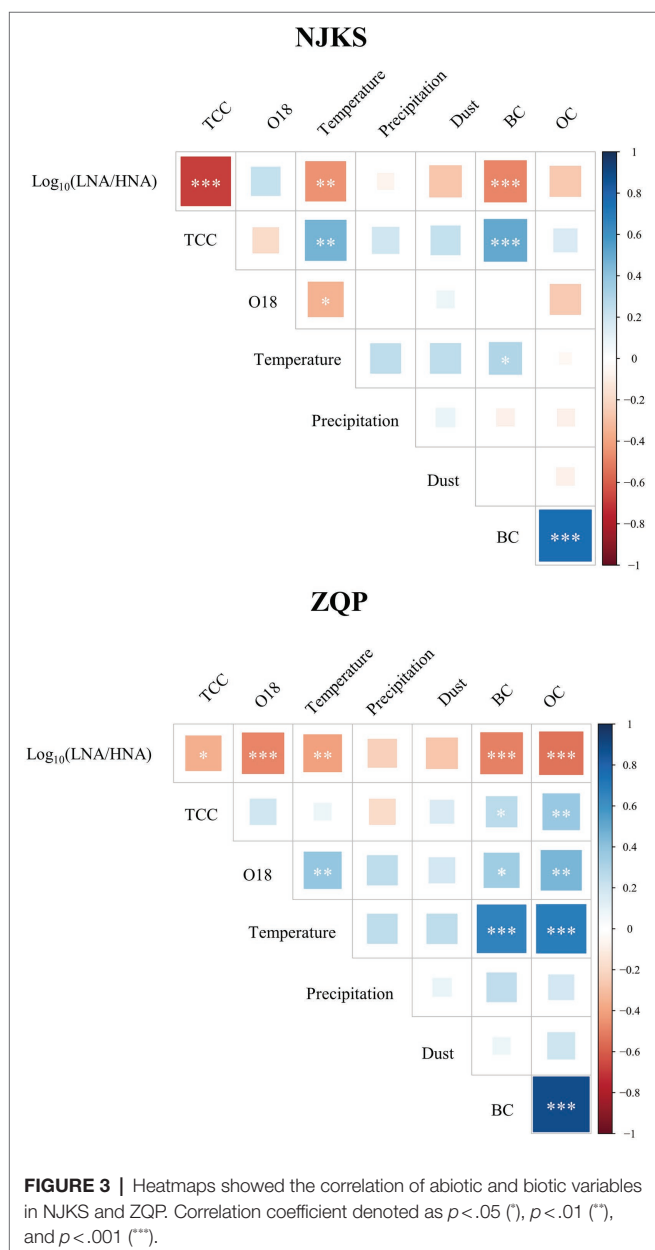 NJKS
TCC O18 Temperature Precipitation Dust BC OC
Log₁₀(LNA/HNA) *** ** ***
TCC ** ***
O18 *
Temperature *
Precipitation
Dust
BC ***
1
0.8
0.6
0.4
0.2
0
−0.2
−0.4
−0.6
−0.8
−1
ZQP
TCC O18 Temperature Precipitation Dust BC OC
Log₁₀(LNA/HNA) * *** ** *** ***
TCC * **
O18 ** * **
Temperature *** ***
Precipitation
Dust
BC ***
1
0.8
0.6
0.4
0.2
0
−0.2
−0.4
−0.6
−0.8
−1
FIGURE 3 | Heatmaps showed the correlation of abiotic and biotic variables
in NJKS and ZQP. Correlation coefficient denoted as p < .05 (*), p < .01 (**),
and p < .001 (***).